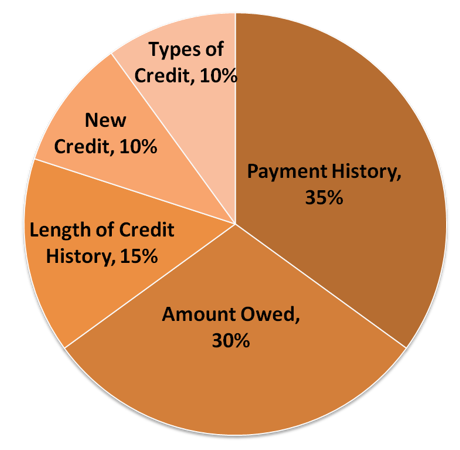 Types of
Credit, 10%
New
Credit, 10%
Payment History,
35%
Length of Credit
History, 15%
Amount Owed,
30%